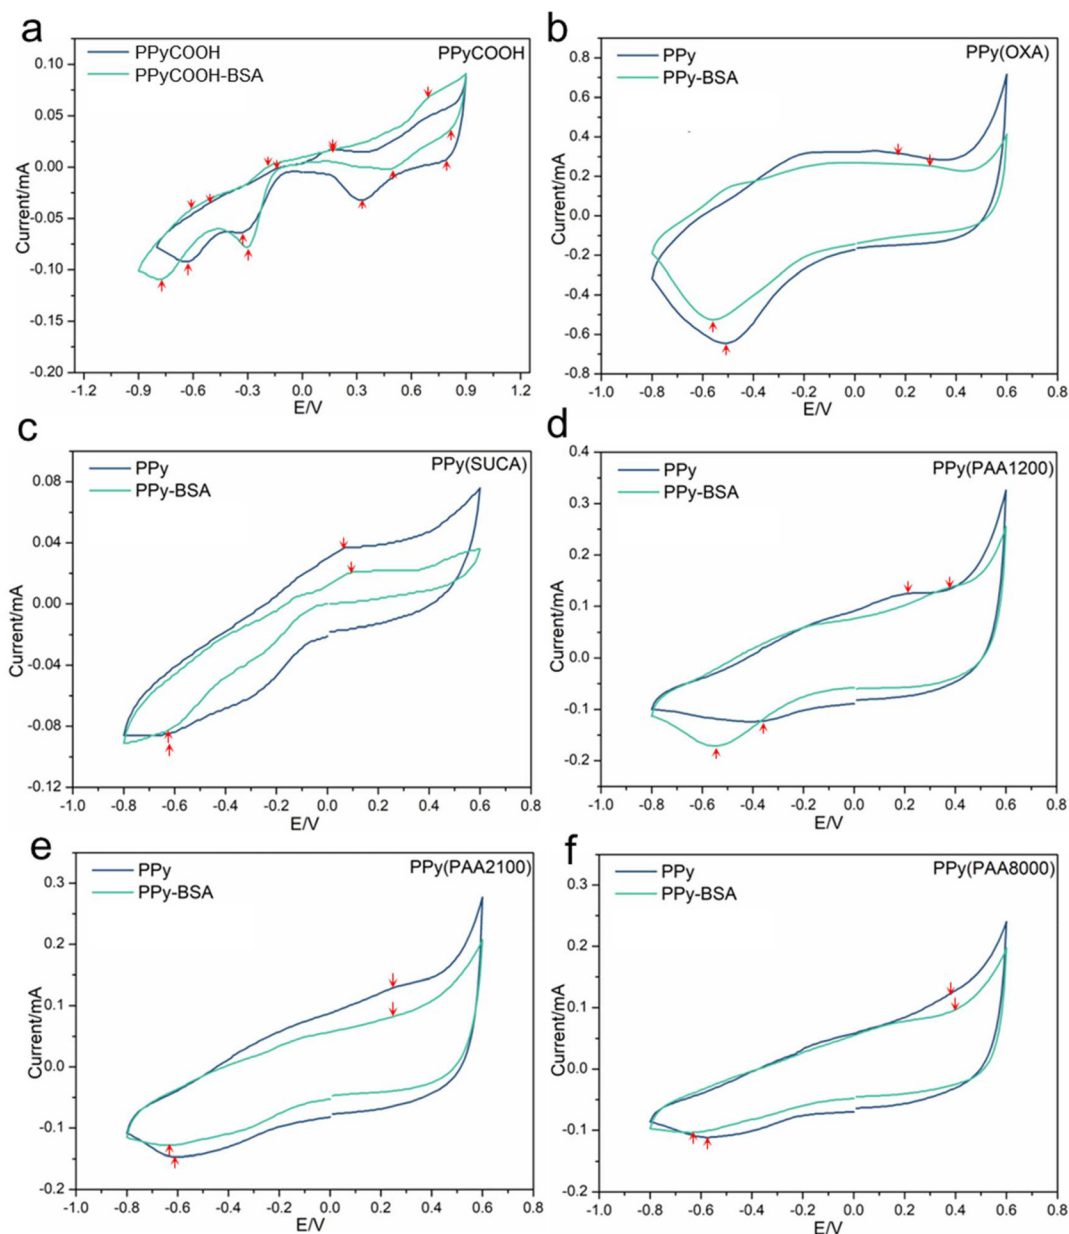 a
PPyCOOH
PPyCOOH-BSA
PPyCOOH
0.10
0.05
0.00
-0.05
-0.10
-0.15
-0.20
Current/mA
-1.2 -0.9 -0.6 -0.3 0.0 0.3 0.6 0.9 1.2
E/V
b
PPy
PPy-BSA
PPy(OXA)
0.8
0.6
0.4
0.2
0.0
-0.2
-0.4
-0.6
-0.8
Current/mA
-1.0 -0.8 -0.6 -0.4 -0.2 0.0 0.2 0.4 0.6 0.8
E/V
c
PPy
PPy-BSA
PPy(SUCA)
0.08
0.04
0.00
-0.04
-0.08
-0.12
Current/mA
-1.0 -0.8 -0.6 -0.4 -0.2 0.0 0.2 0.4 0.6 0.8
E/V
d
PPy
PPy-BSA
PPy(PAA1200)
0.4
0.3
0.2
0.1
0.0
-0.1
-0.2
Current/mA
-1.0 -0.8 -0.6 -0.4 -0.2 0.0 0.2 0.4 0.6 0.8
E/V
e
PPy
PPy-BSA
PPy(PAA2100)
0.3
0.2
0.1
0.0
-0.1
-0.2
Current/mA
-1.0 -0.8 -0.6 -0.4 -0.2 0.0 0.2 0.4 0.6 0.8
E/V
f
PPy
PPy-BSA
PPy(PAA8000)
0.3
0.2
0.1
0.0
-0.1
-0.2
Current/mA
-1.0 -0.8 -0.6 -0.4 -0.2 0.0 0.2 0.4 0.6 0.8
E/V